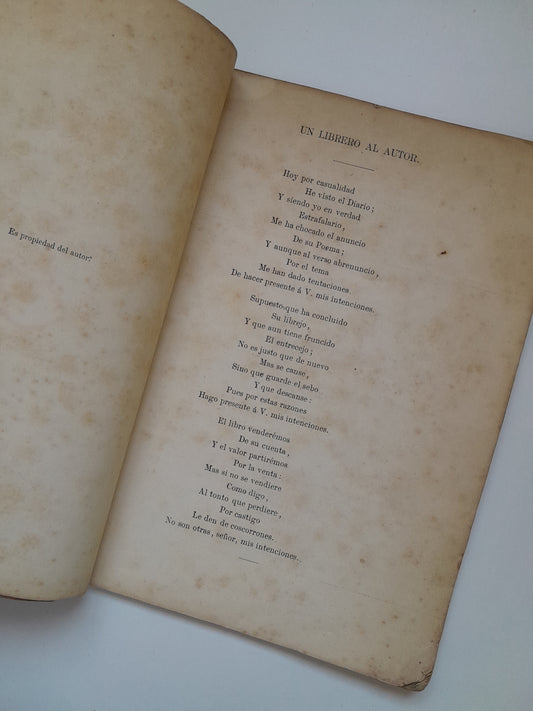 Es propiedad del autor.
UN LIBRERO AL AUTOR.
Hoy por casualidad
He visto el Diario;
Y siendo yo en verdad
Estrafalario,
Me ha chocado el anuncio
De su Poema;
Y aunque al verso abrenuncio,
Por el tema
Me han dado tentaciones
De hacer presente á V. mis intenciones.
Supuesto que ha concluido
Su librejo,
Y que aun tiene fruncido
El entrecejo;
No es justo que de nuevo
Mas se canse,
Sino que guarde el sebo
Y que descanse:
Pues por estas razones
Hago presente á V. mis intenciones.
El libro venderémos
De su cuenta,
Y el valor partirémos
Por la venta:
Mas si no se vendiere
Como digo,
Al tonto que perdiere,
Por castigo
Le den de coscorrones.
No son otras, señor, mis intenciones.